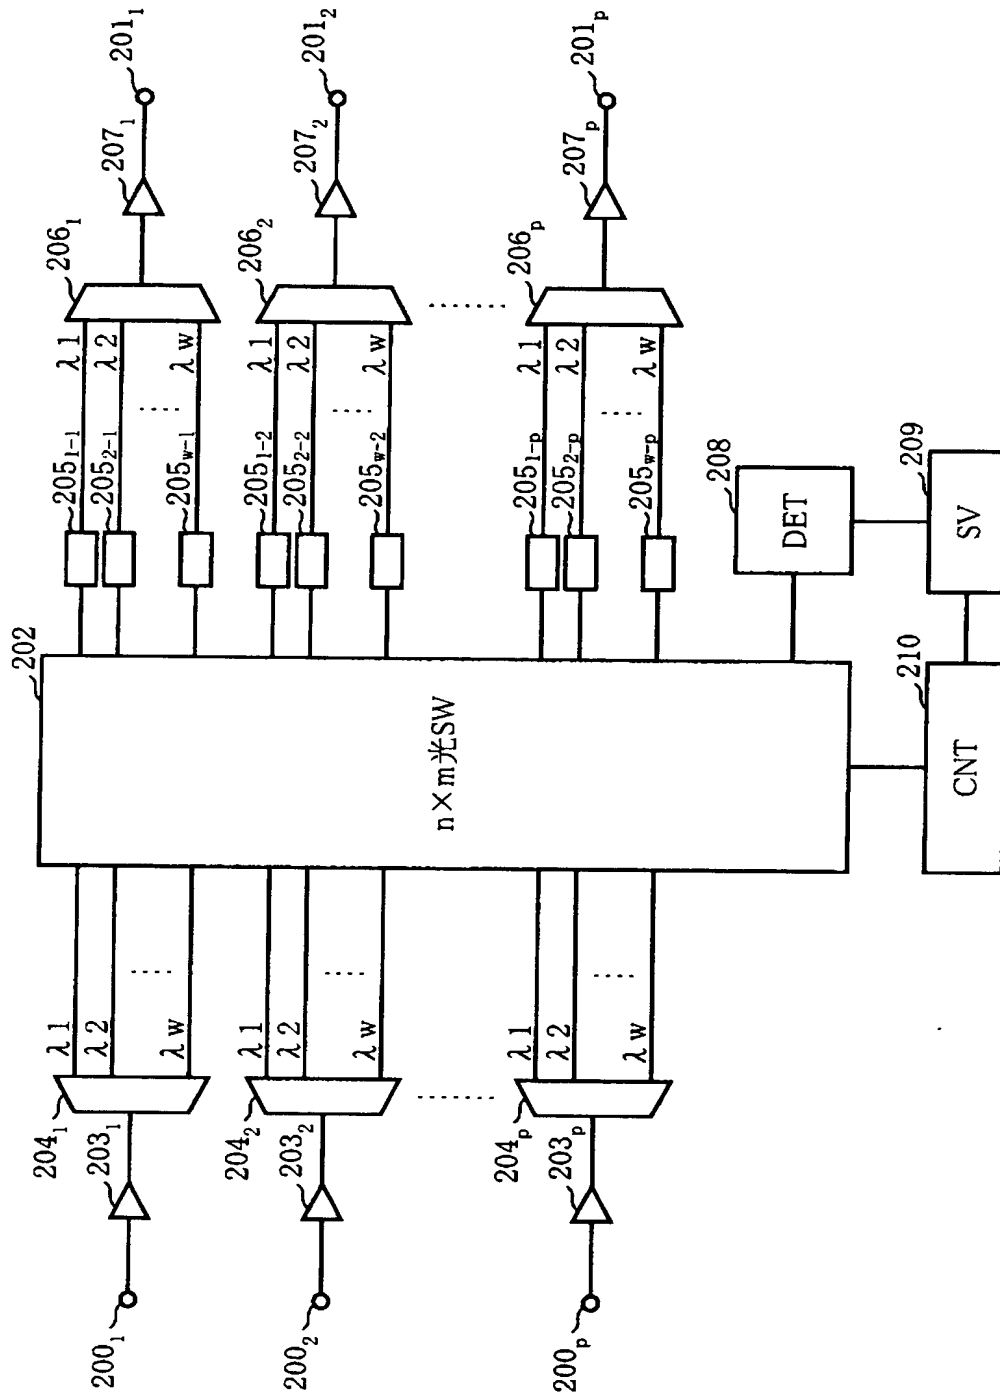 200₁
203₁
204₁
λ1
λ2
λw
200₂
203₂
204₂
λ1
λ2
λw
200ₚ
203ₚ
204ₚ
λ1
λ2
λw
202
n×m光SW
205₁₋₁
205₂₋₁
205w₋₁
λ1
λ2
λw
206₁
207₁
201₁
205₁₋₂
205₂₋₂
205w₋₂
λ1
λ2
λw
206₂
207₂
201₂
205₁₋ₚ
205₂₋ₚ
205w₋ₚ
λ1
λ2
λw
206ₚ
207ₚ
201ₚ
208
DET
209
SV
210
CNT